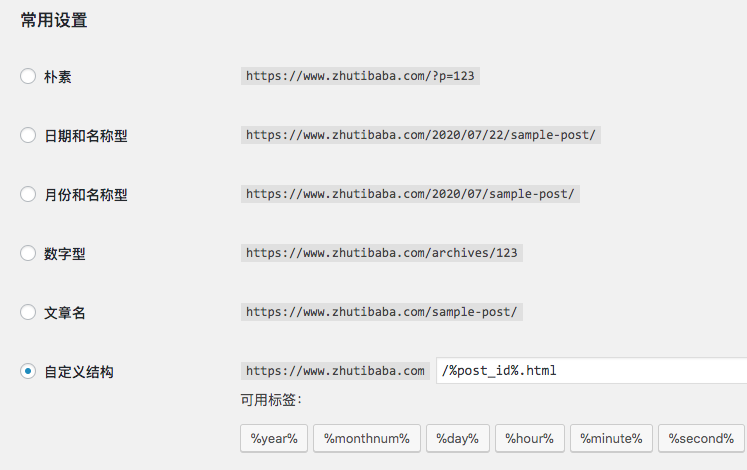 常用设置
朴素 https://www.zhutibaba.com/?p=123
日期和名称型 https://www.zhutibaba.com/2020/07/22/sample-post/
月份和名称型 https://www.zhutibaba.com/2020/07/sample-post/
数字型 https://www.zhutibaba.com/archives/123
文章名 https://www.zhutibaba.com/sample-post/
自定义结构 https://www.zhutibaba.com /%post_id%.html
可用标签：
%year% %monthnum% %day% %hour% %minute% %second%